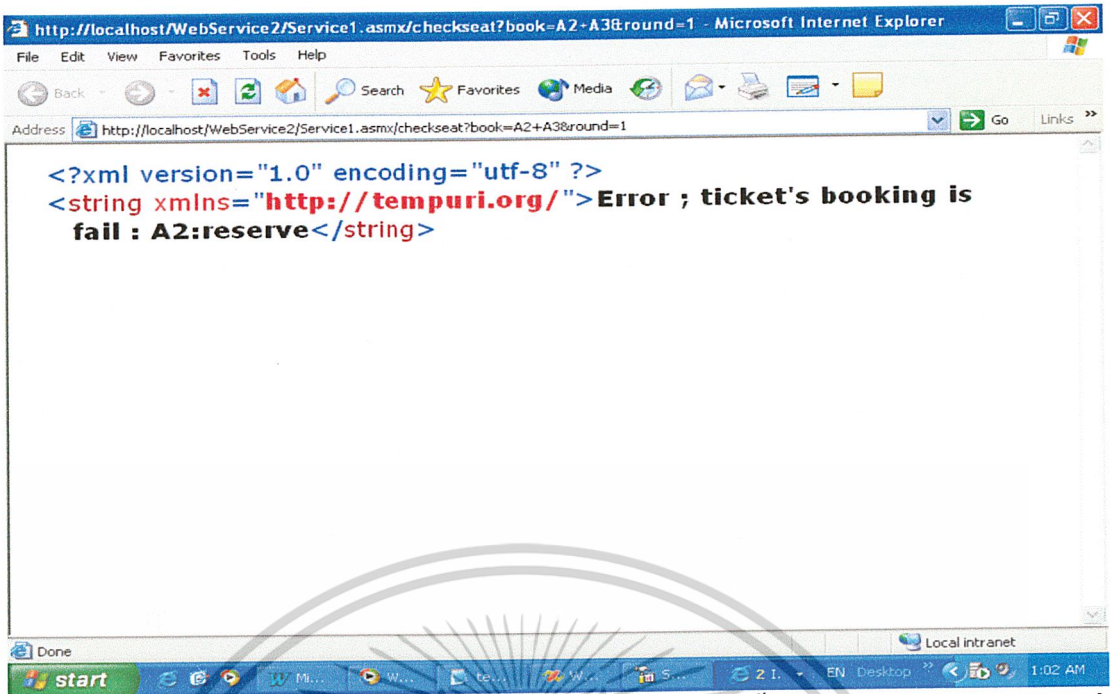 http://localhost/WebService2/Service1.asmx/checkseat?book=A2+A3&round=1 - Microsoft Internet Explorer
File Edit View Favorites Tools Help
Back Search Favorites Media
Address http://localhost/WebService2/Service1.asmx/checkseat?book=A2+A3&round=1 Go Links »
<?xml version="1.0" encoding="utf-8" ?>
<string xmlns="http://tempuri.org/">Error ; ticket's booking is
fail : A2:reserve</string>
Done Local intranet
start Mi... W... te... W... S... 2 I. EN Desktop » 1:02 AM